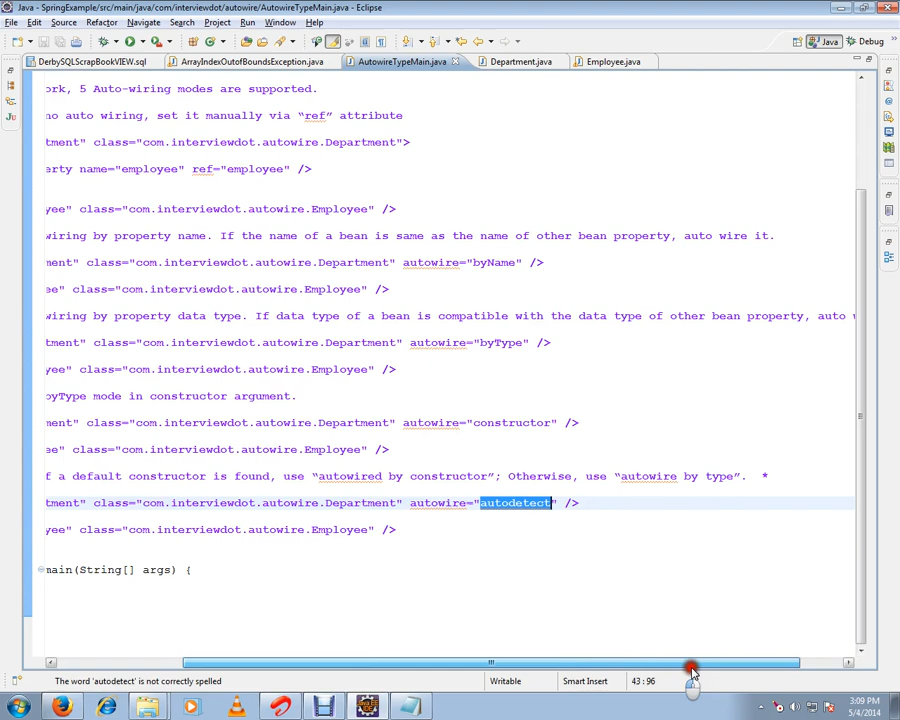 Java - SpringExample/src/main/java/com/interviewdot/autowire/AutowireTypeMain.java - Eclipse
File Edit Source Refactor Navigate Search Project Run Window Help
Java Debug
DerbySQLScrapBookVIEW.sql ArrayIndexOutofBoundsException.java AutowireTypeMain.java Department.java Employee.java
ork, 5 Auto-wiring modes are supported.
no auto wiring, set it manually via “ref” attribute
tment" class="com.interviewdot.autowire.Department">
erty name="employee" ref="employee" />
yee" class="com.interviewdot.autowire.Employee" />
wiring by property name. If the name of a bean is same as the name of other bean property, auto wire it.
ment" class="com.interviewdot.autowire.Department" autowire="byName" />
ee" class="com.interviewdot.autowire.Employee" />
wiring by property data type. If data type of a bean is compatible with the data type of other bean property, auto w
tment" class="com.interviewdot.autowire.Department" autowire="byType" />
yee" class="com.interviewdot.autowire.Employee" />
byType mode in constructor argument.
tment" class="com.interviewdot.autowire.Department" autowire="constructor" />
ee" class="com.interviewdot.autowire.Employee" />
f a default constructor is found, use “autowired by constructor”; Otherwise, use “autowire by type”. *
tment" class="com.interviewdot.autowire.Department" autowire="autodetect" />
yee" class="com.interviewdot.autowire.Employee" />
main(String[] args) {
The word 'autodetect' is not correctly spelled Writable Smart Insert 43 : 96
3:09 PM
5/4/2014